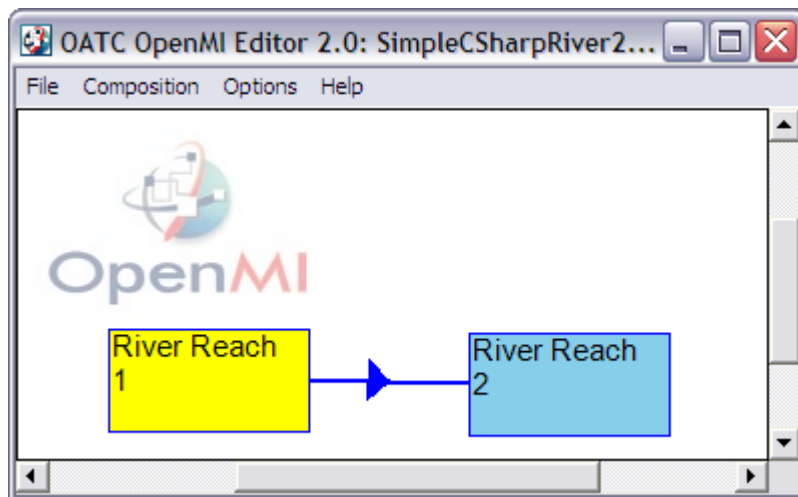 OATC OpenMI Editor 2.0: SimpleCSharpRiver2...
File Composition Options Help
OpenMI
River Reach
1
River Reach
2